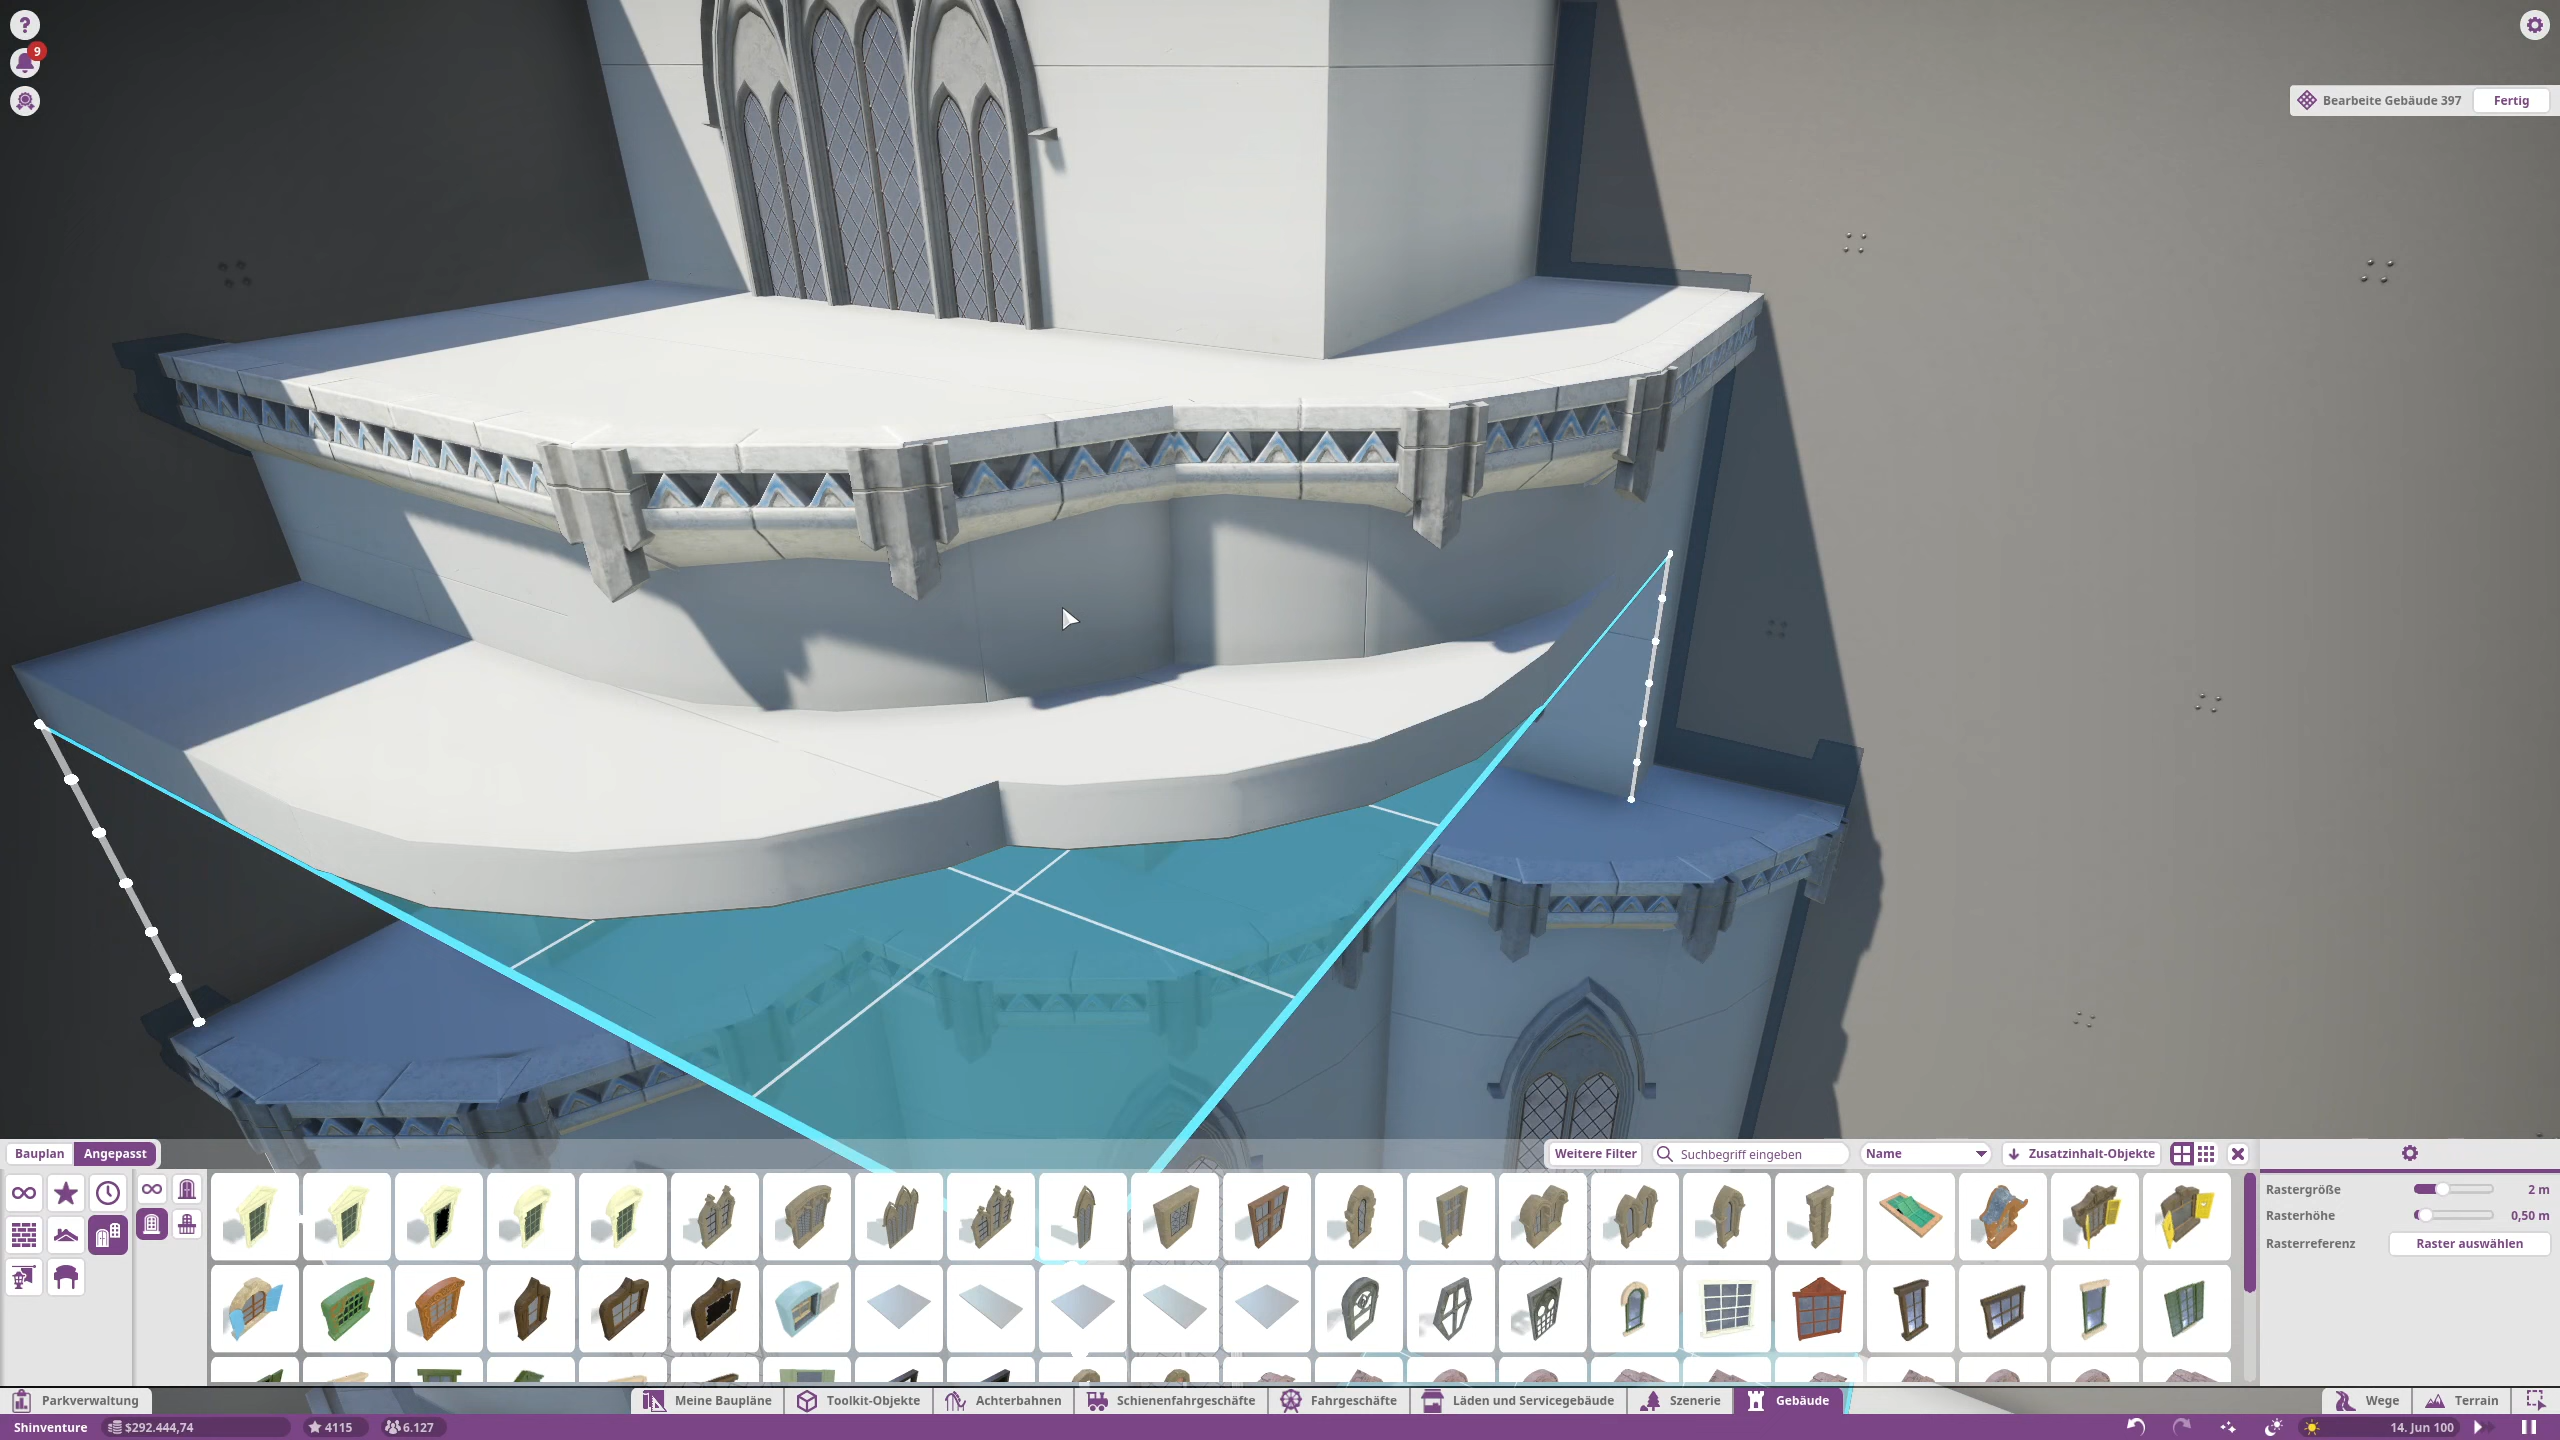 ?
9
Bearbeite Gebäude 397
Fertig
Bauplan
Angepasst
Weitere Filter
Suchbegriff eingeben
Name
Zusatzinhalt-Objekte
Rastergröße
2 m
Rasterhöhe
0,50 m
Rasterreferenz
Raster auswählen
Parkverwaltung
Meine Baupläne
Toolkit-Objekte
Achterbahnen
Schienenfahrgeschäfte
Fahrgeschäfte
Läden und Servicegebäude
Szenerie
Gebäude
Wege
Terrain
Shinventure
$292.444,74
4115
6.127
14. Jun 100